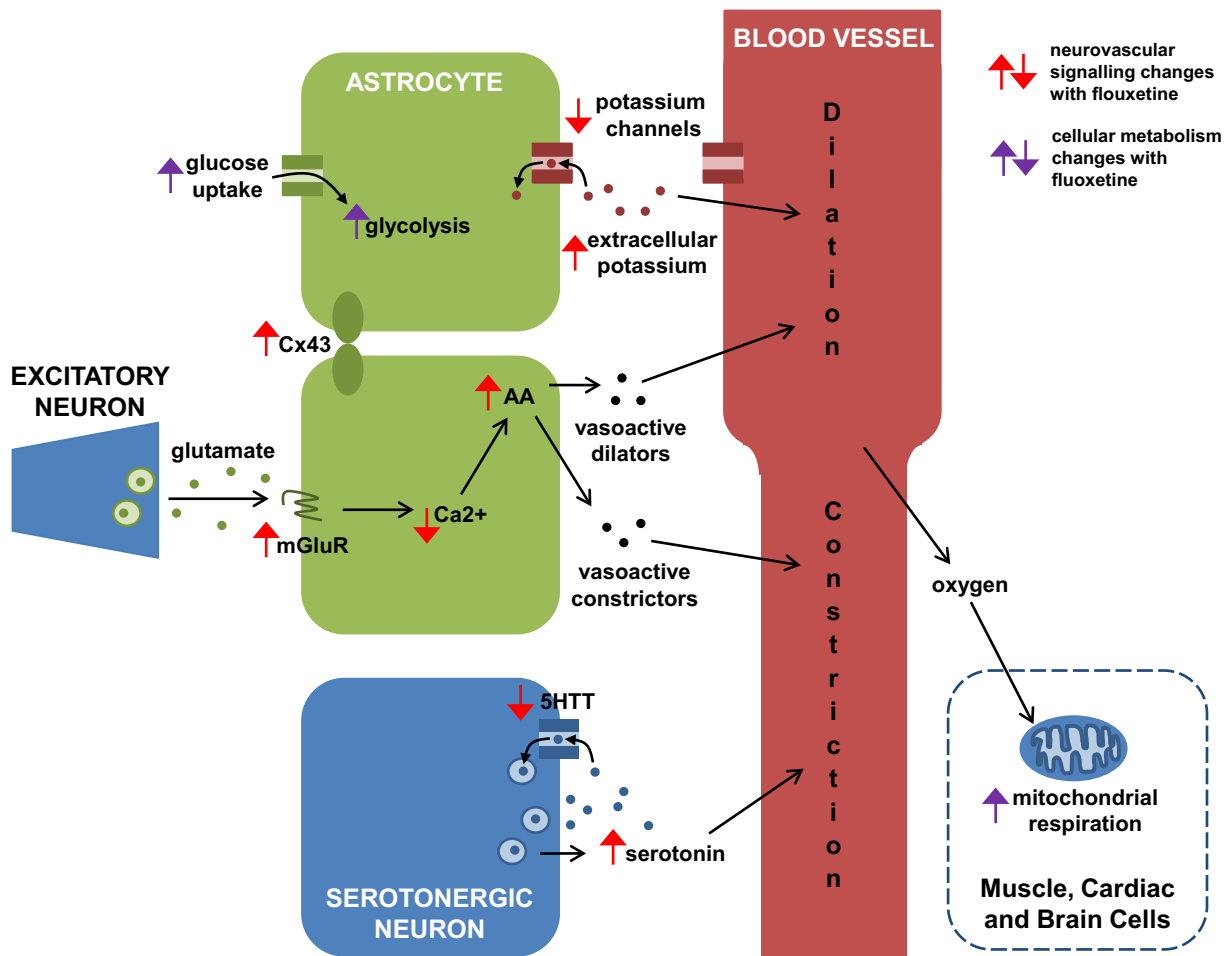 BLOOD VESSEL
neurovascular
signalling changes
with flouxetine
cellular metabolism
changes with
fluoxetine
ASTROCYTE
potassium
channels
glucose
uptake
glycolysis
extracellular
potassium
Dilation
Cx43
EXCITATORY
NEURON
glutamate
mGluR
Ca2+
AA
vasoactive
dilators
vasoactive
constrictors
Constriction
oxygen
5HTT
serotonin
SEROTONERGIC
NEURON
mitochondrial
respiration
Muscle, Cardiac
and Brain Cells